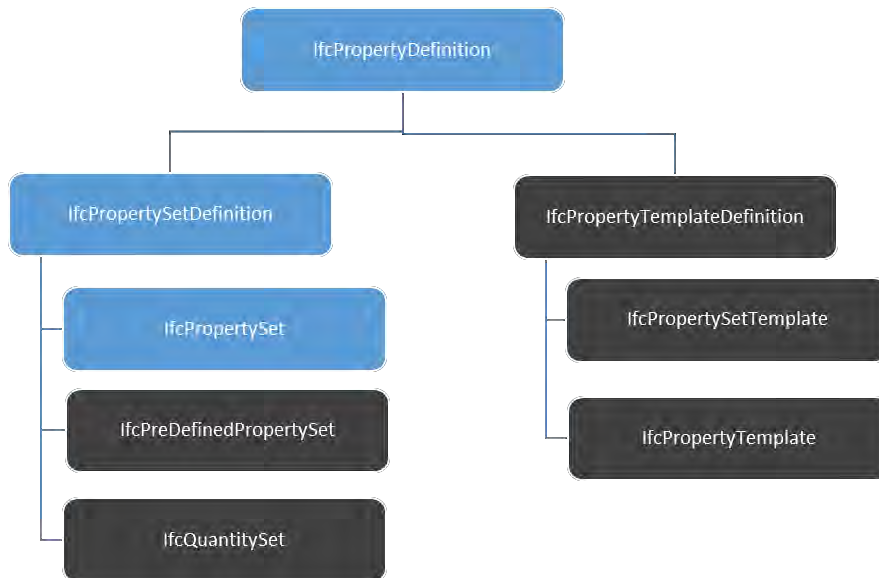 IfcPropertyDefinition
IfcPropertySetDefinition
IfcPropertyTemplateDefinition
IfcPropertySet
IfcPropertySetTemplate
IfcPreDefinedPropertySet
IfcPropertyTemplate
IfcQuantitySet